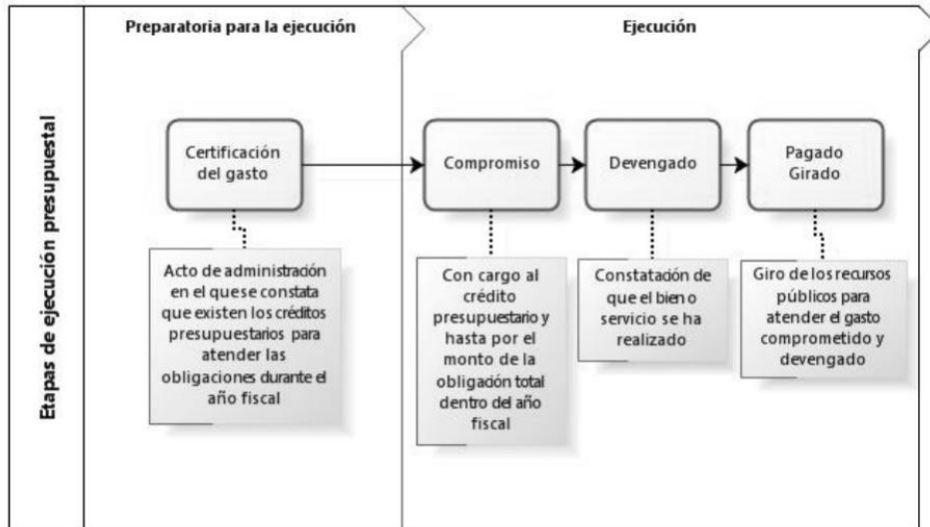 Preparatoria para la ejecución
Ejecución
Etapas de ejecución presupuestal
Certificación
del gasto
Compromiso
Devengado
Pagado
Girado
Acto de administración
en el que se constata
que existen los créditos
presupuestarios para
atender las
obligaciones durante el
año fiscal
Con cargo al
crédito
presupuestario y
hasta por el
monto de la
obligación total
dentro del año
fiscal
Constatación de
que el bien o
servicio se ha
realizado
Giro de los recursos
públicos para
atender el gasto
comprometido y
devengado